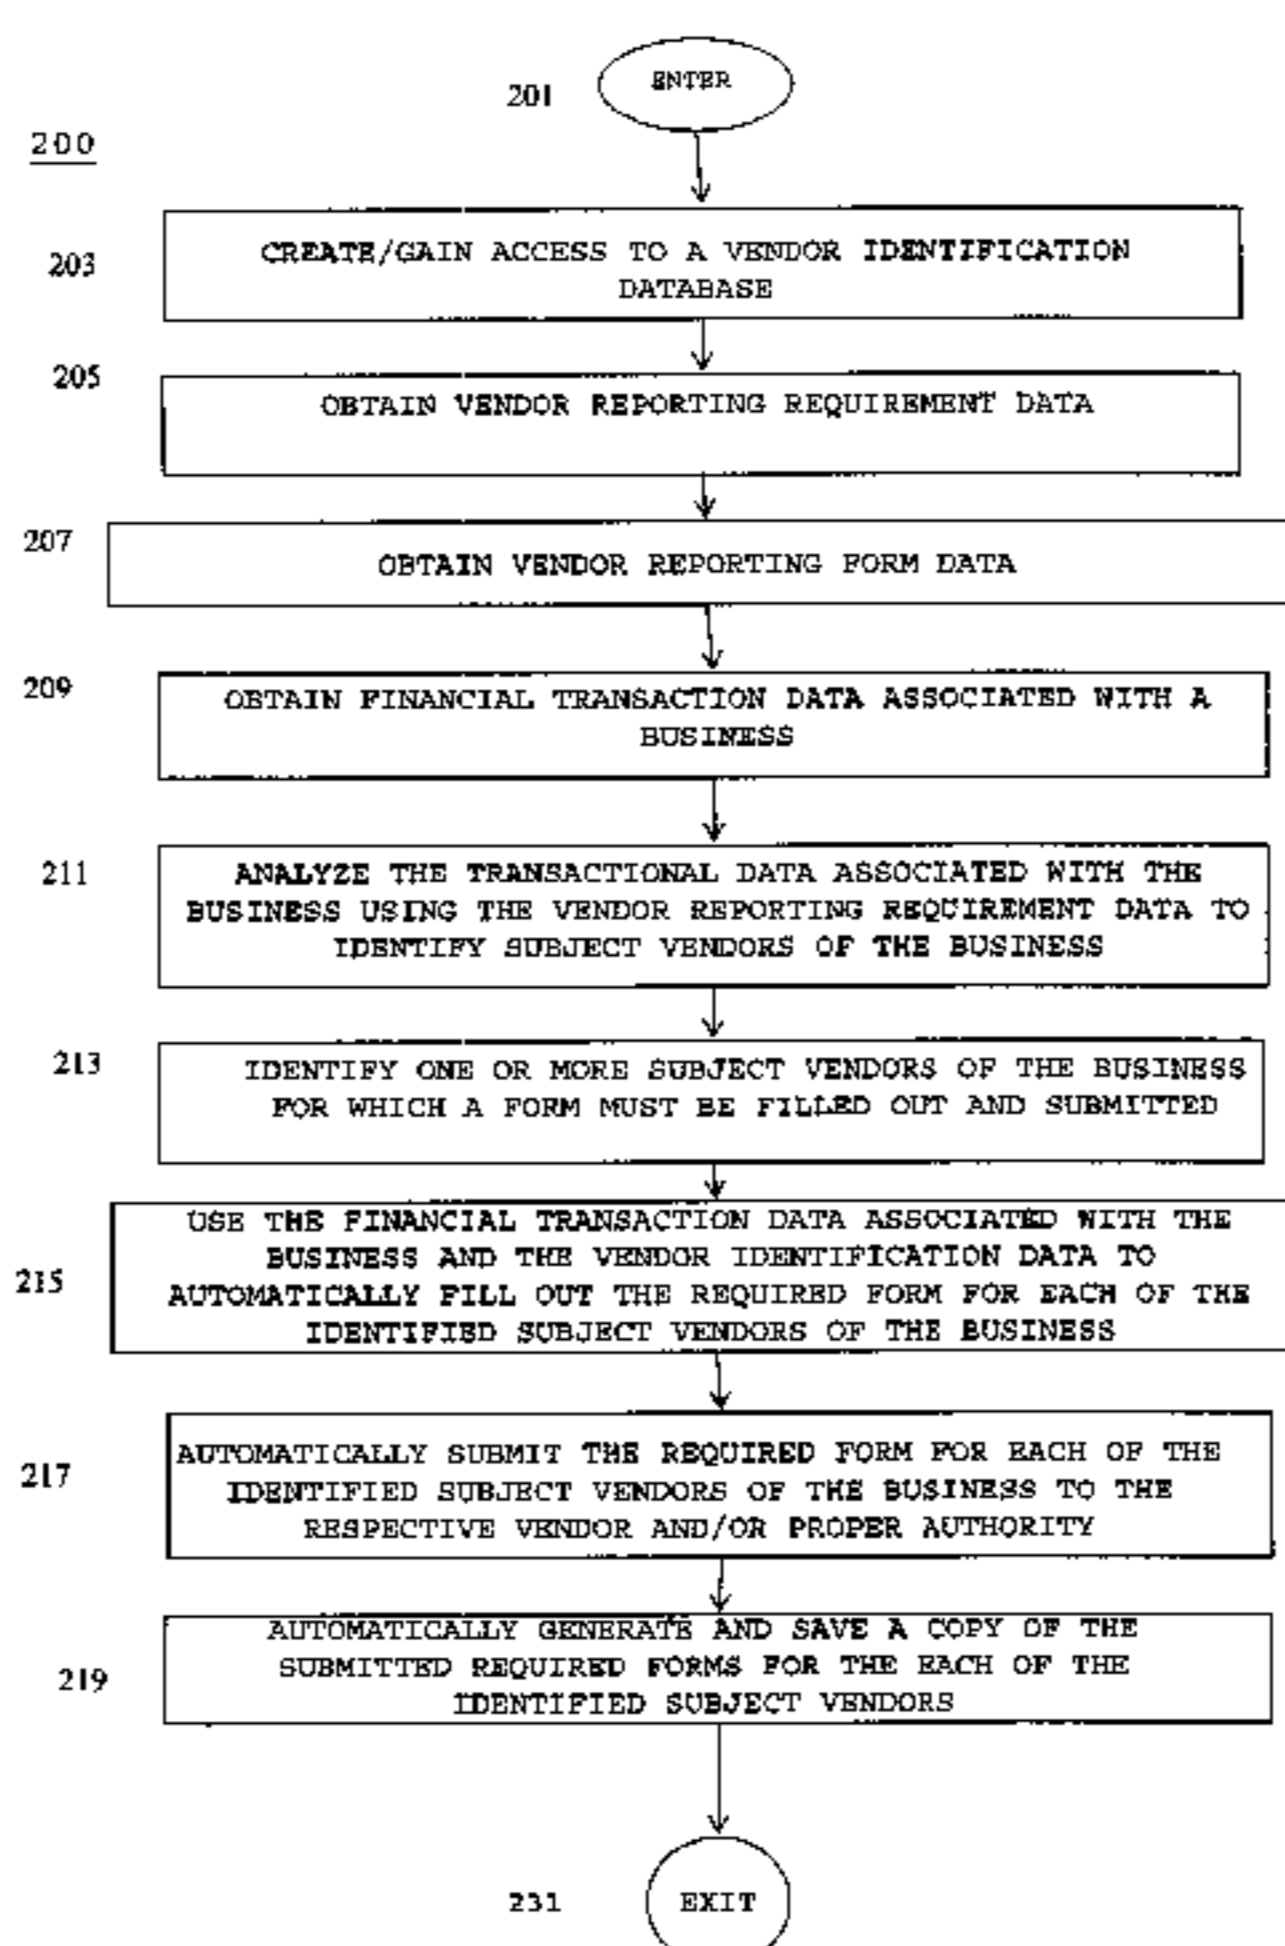 201
ENTER
200
203
CREATE/GAIN ACCESS TO A VENDOR IDENTIFICATION
DATABASE
205
OBTAIN VENDOR REPORTING REQUIREMENT DATA
207
OBTAIN VENDOR REPORTING FORM DATA
209
OBTAIN FINANCIAL TRANSACTION DATA ASSOCIATED WITH A
BUSINESS
211
ANALYZE THE TRANSACTIONAL DATA ASSOCIATED WITH THE
BUSINESS USING THE VENDOR REPORTING REQUIREMENT DATA TO
IDENTIFY SUBJECT VENDORS OF THE BUSINESS
213
IDENTIFY ONE OR MORE SUBJECT VENDORS OF THE BUSINESS
FOR WHICH A FORM MUST BE FILLED OUT AND SUBMITTED
215
USE THE FINANCIAL TRANSACTION DATA ASSOCIATED WITH THE
BUSINESS AND THE VENDOR IDENTIFICATION DATA TO
AUTOMATICALLY FILL OUT THE REQUIRED FORM FOR EACH OF THE
IDENTIFIED SUBJECT VENDORS OF THE BUSINESS
217
AUTOMATICALLY SUBMIT THE REQUIRED FORM FOR EACH OF THE
IDENTIFIED SUBJECT VENDORS OF THE BUSINESS TO THE
RESPECTIVE VENDOR AND/OR PROPER AUTHORITY
219
AUTOMATICALLY GENERATE AND SAVE A COPY OF THE
SUBMITTED REQUIRED FORMS FOR THE EACH OF THE
IDENTIFIED SUBJECT VENDORS
231
EXIT